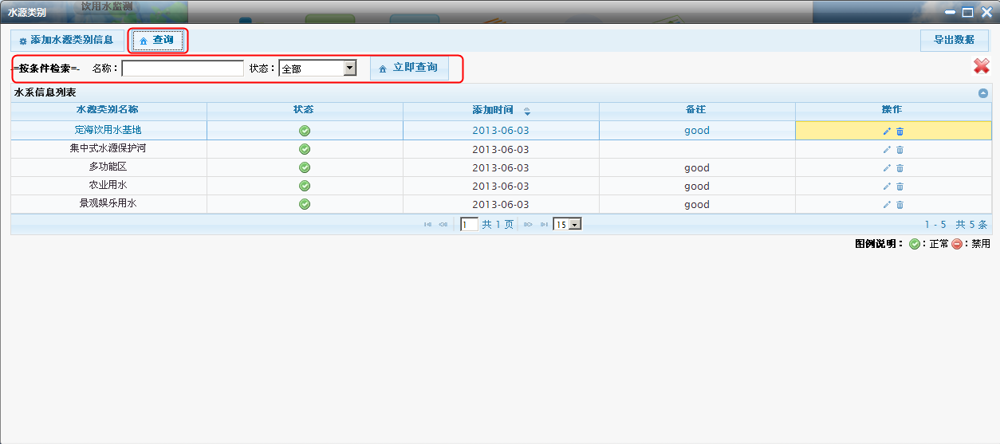 饮用水监测
水源类别
添加水源类别信息 查询 导出数据
-=按条件检索=- 名称： 状态： 全部 立即查询
水系信息列表
水源类别名称 状态 添加时间 备注 操作
定海饮用水基地 2013-06-03 good
集中式水源保护河 2013-06-03
多功能区 2013-06-03 good
农业用水 2013-06-03 good
景观娱乐用水 2013-06-03 good
1 共 1 页 15 1 - 5 共 5 条
图例说明： ：正常 ：禁用